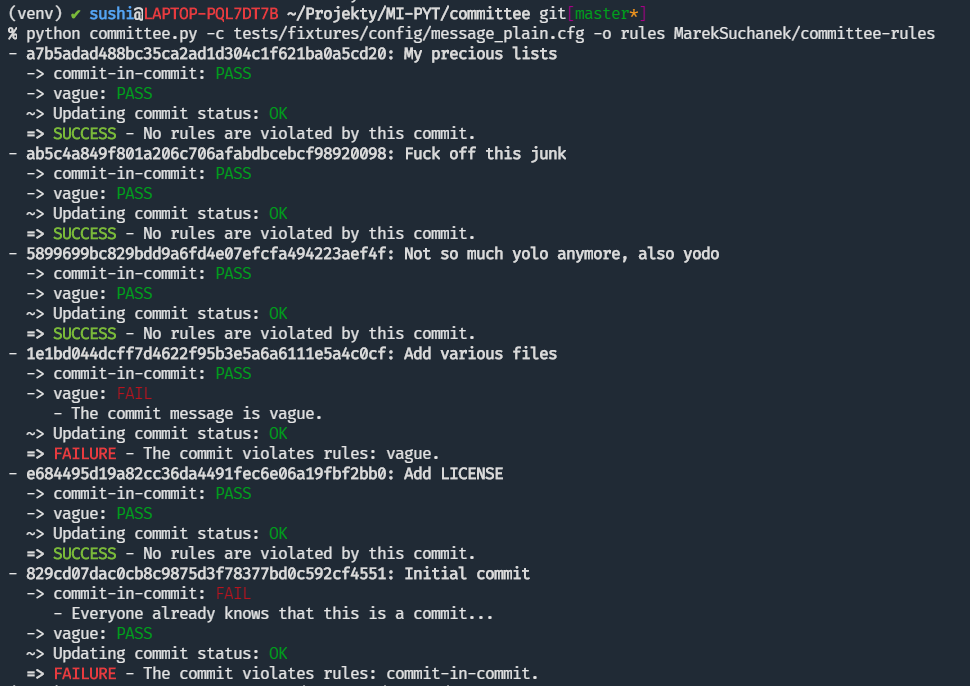 (venv) ✔ sushi@LAPTOP-PQL7DT7B ~/Projekty/MI-PYT/committee git[master*]
% python committee.py -c tests/fixtures/config/message_plain.cfg -o rules MarekSuchanek/committee-rules
- a7b5adad488bc35ca2ad1d304c1f621ba0a5cd20: My precious lists
  -> commit-in-commit: PASS
  -> vague: PASS
  ~> Updating commit status: OK
  => SUCCESS - No rules are violated by this commit.
- ab5c4a849f801a206c706afabdbcebcf98920098: Fuck off this junk
  -> commit-in-commit: PASS
  -> vague: PASS
  ~> Updating commit status: OK
  => SUCCESS - No rules are violated by this commit.
- 5899699bc829bdd9a6fd4e07efcfa494223aef4f: Not so much yolo anymore, also yodo
  -> commit-in-commit: PASS
  -> vague: PASS
  ~> Updating commit status: OK
  => SUCCESS - No rules are violated by this commit.
- 1e1bd044dcff7d4622f95b3e5a6a6111e5a4c0cf: Add various files
  -> commit-in-commit: PASS
  -> vague: FAIL
     - The commit message is vague.
  ~> Updating commit status: OK
  => FAILURE - The commit violates rules: vague.
- e684495d19a82cc36da4491fec6e06a19fbf2bb0: Add LICENSE
  -> commit-in-commit: PASS
  -> vague: PASS
  ~> Updating commit status: OK
  => SUCCESS - No rules are violated by this commit.
- 829cd07dac0cb8c9875d3f78377bd0c592cf4551: Initial commit
  -> commit-in-commit: FAIL
     - Everyone already knows that this is a commit...
  -> vague: PASS
  ~> Updating commit status: OK
  => FAILURE - The commit violates rules: commit-in-commit.